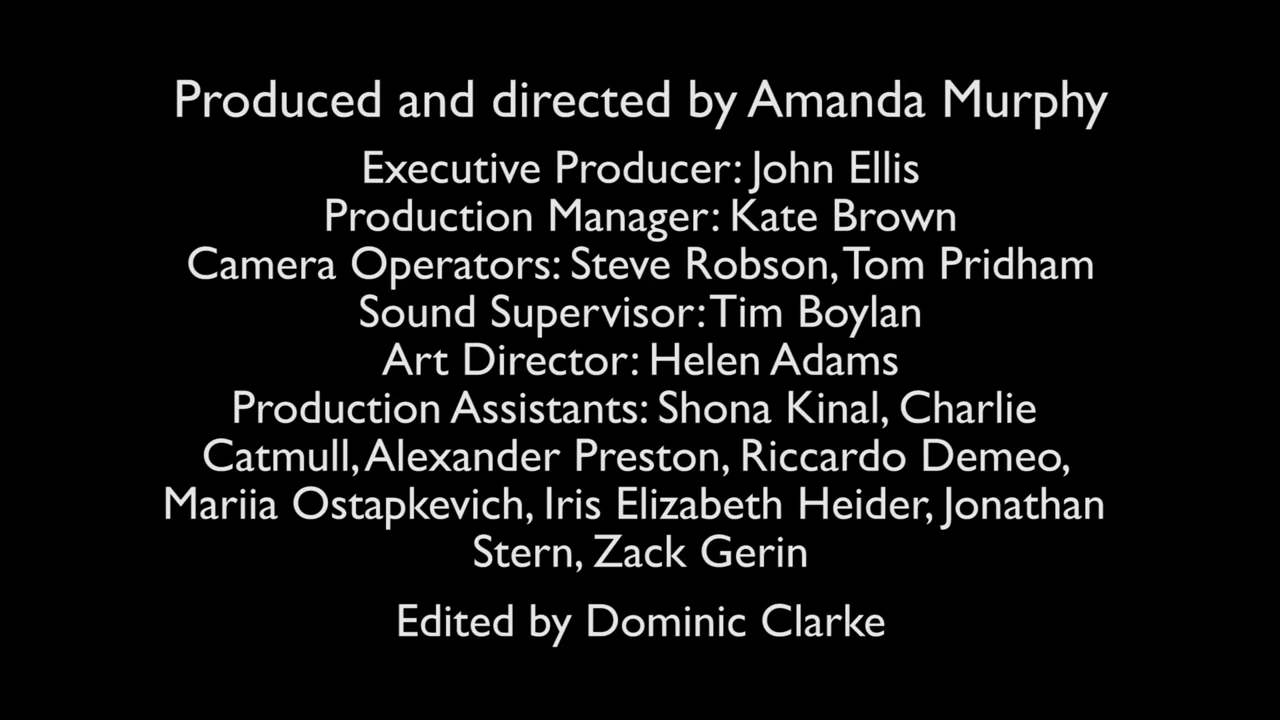 Produced and directed by Amanda Murphy
Executive Producer: John Ellis
Production Manager: Kate Brown
Camera Operators: Steve Robson, Tom Pridham
Sound Supervisor: Tim Boylan
Art Director: Helen Adams
Production Assistants: Shona Kinal, Charlie
Catmull, Alexander Preston, Riccardo Demeo,
Mariia Ostapkevich, Iris Elizabeth Heider, Jonathan
Stern, Zack Gerin
Edited by Dominic Clarke